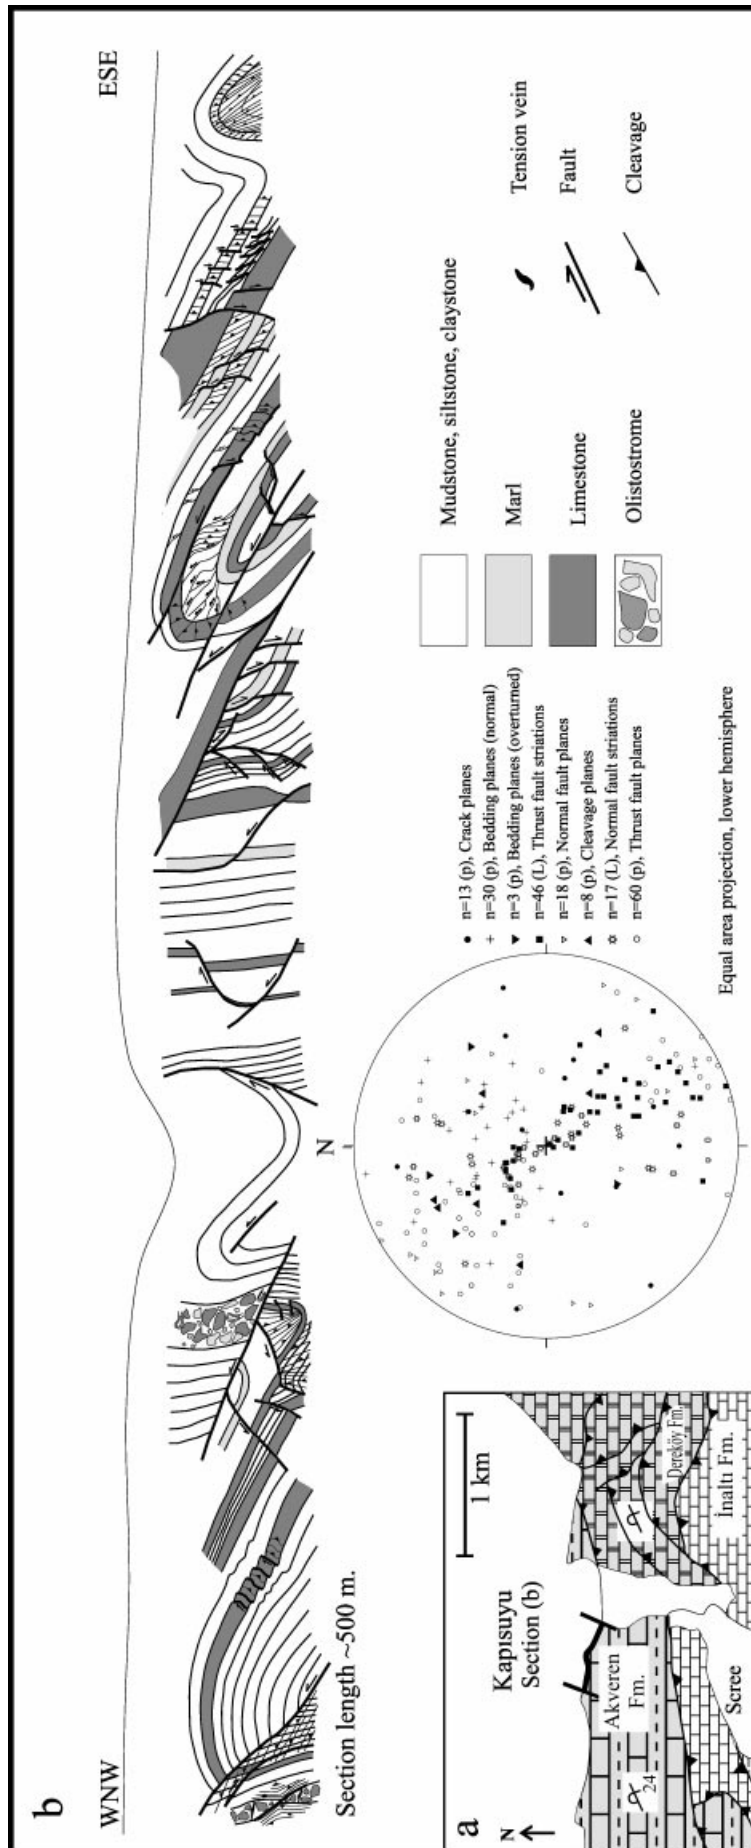 b
WNW
ESE
Section length ~500 m.
N
n=13 (p), Crack planes
n=30 (p), Bedding planes (normal)
n=3 (p), Bedding planes (overturned)
n=46 (L), Thrust fault striations
n=18 (p), Normal fault planes
n=8 (p), Cleavage planes
n=17 (L), Normal fault striations
n=60 (p), Thrust fault planes
Equal area projection, lower hemisphere
Mudstone, siltstone, claystone
Marl
Limestone
Olistostrome
Tension vein
Fault
Cleavage
a
N
Kapısuyu
Section (b)
1 km
Akveren
Fm.
24
Scree
Dereköy Fm.
İnaltı Fm.